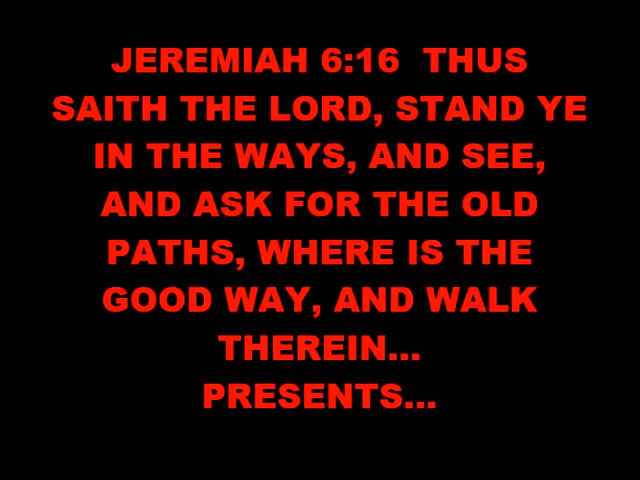 JEREMIAH 6:16  THUS
SAITH THE LORD, STAND YE
IN THE WAYS, AND SEE,
AND ASK FOR THE OLD
PATHS, WHERE IS THE
GOOD WAY, AND WALK
THEREIN...
PRESENTS...